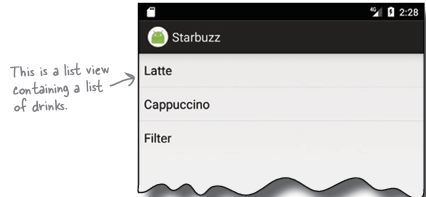 4G 2:28
Starbuzz
This is a list view
containing a list
of drinks.
Latte
Cappuccino
Filter